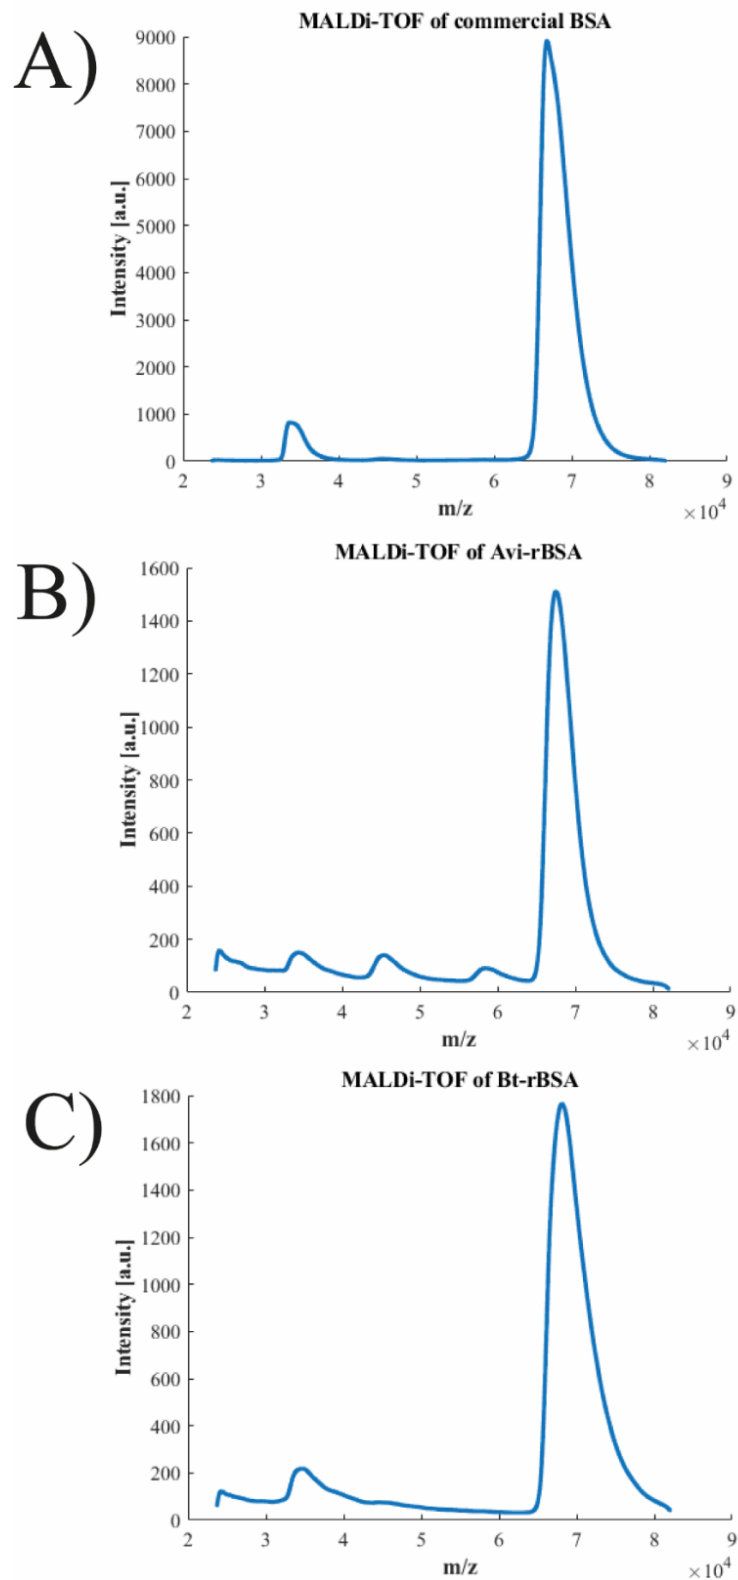 A)
MALDi-TOF of commercial BSA
9000
8000
7000
6000
5000
4000
3000
2000
1000
0
Intensity [a.u.]
2 3 4 5 6 7 8 9
m/z
×10⁴
B)
MALDi-TOF of Avi-rBSA
1600
1400
1200
1000
800
600
400
200
0
Intensity [a.u.]
2 3 4 5 6 7 8 9
m/z
×10⁴
C)
MALDi-TOF of Bt-rBSA
1800
1600
1400
1200
1000
800
600
400
200
0
Intensity [a.u.]
2 3 4 5 6 7 8 9
m/z
×10⁴